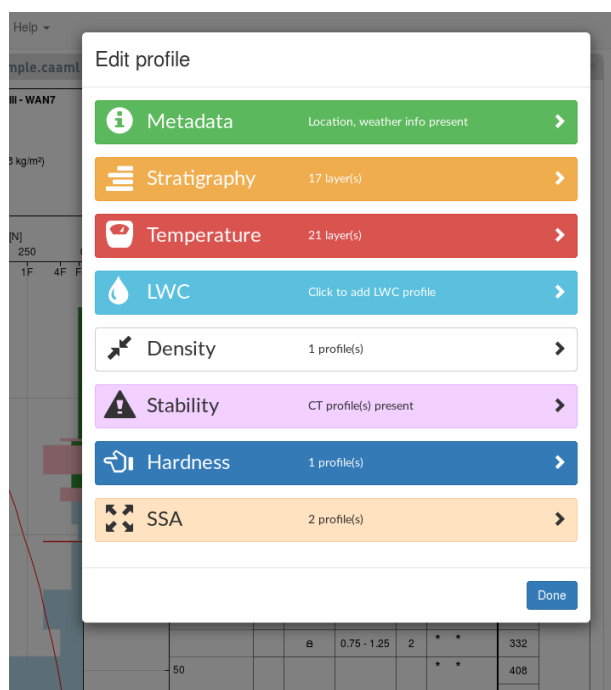 Help
mple.caaml
lli - WAN7
Edit profile
Metadata Location, weather info present
kg/m²)
Stratigraphy 17 layer(s)
[N]
Temperature 21 layer(s)
250
1F 4F F
LWC Click to add LWC profile
Density 1 profile(s)
Stability CT profile(s) present
Hardness 1 profile(s)
SSA 2 profile(s)
Done
0.75 - 1.25 2 * * 332
50 * * 408